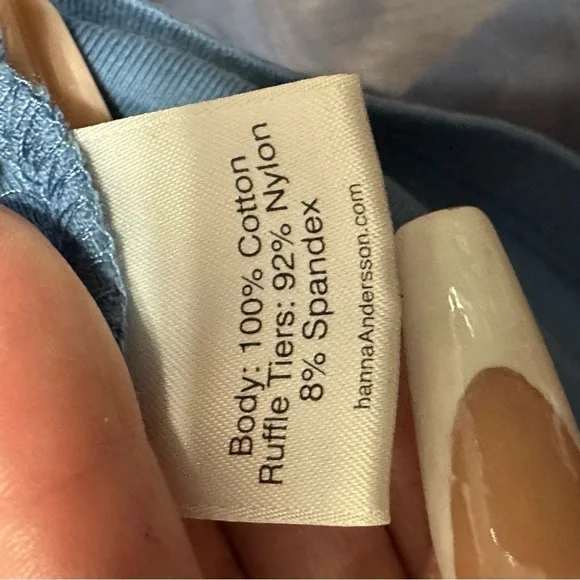 Body: 100% Cotton
Ruffle Tiers: 92% Nylon
8% Spandex
hannaAndersson.com